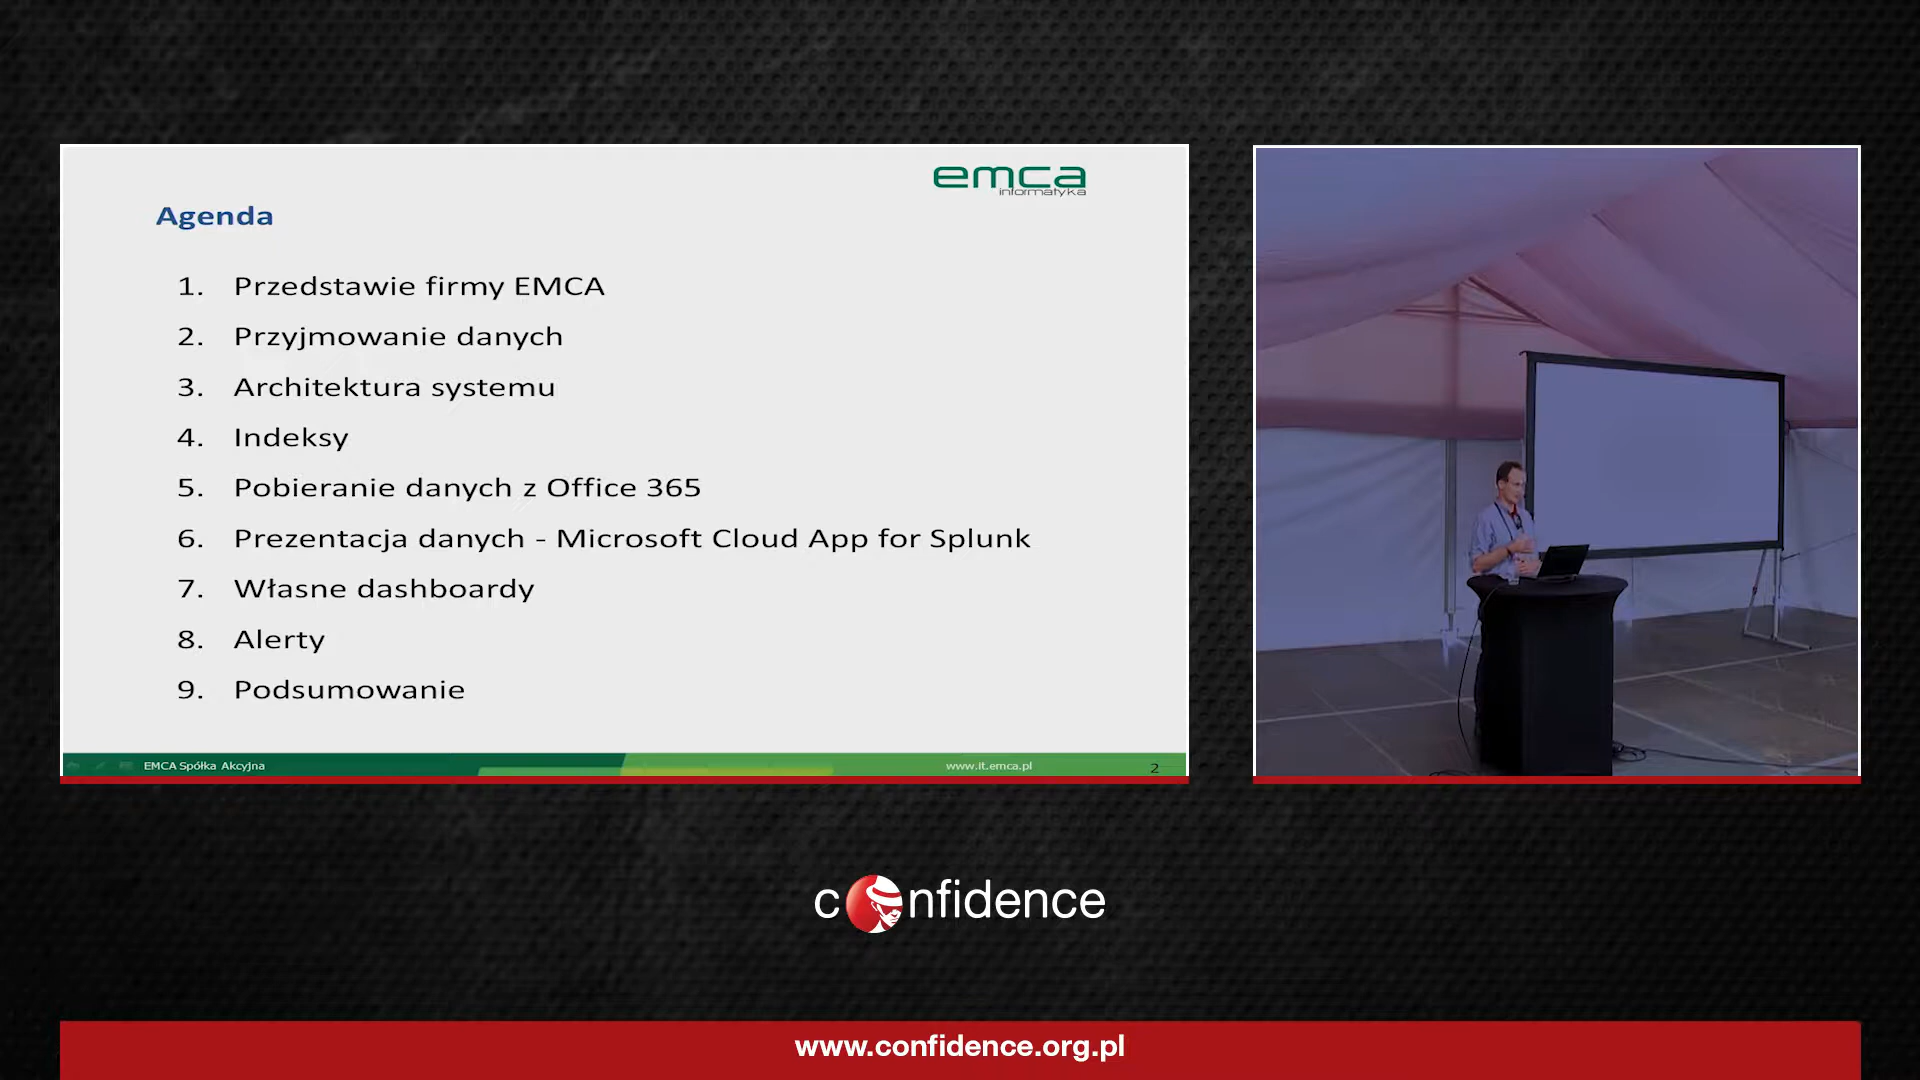 emca
informatyka
Agenda
1. Przedstawie firmy EMCA
2. Przyjmowanie danych
3. Architektura systemu
4. Indeksy
5. Pobieranie danych z Office 365
6. Prezentacja danych - Microsoft Cloud App for Splunk
7. Własne dashboardy
8. Alerty
9. Podsumowanie
EMCA Spółka Akcyjna
www.it.emca.pl
2
confidence
www.confidence.org.pl